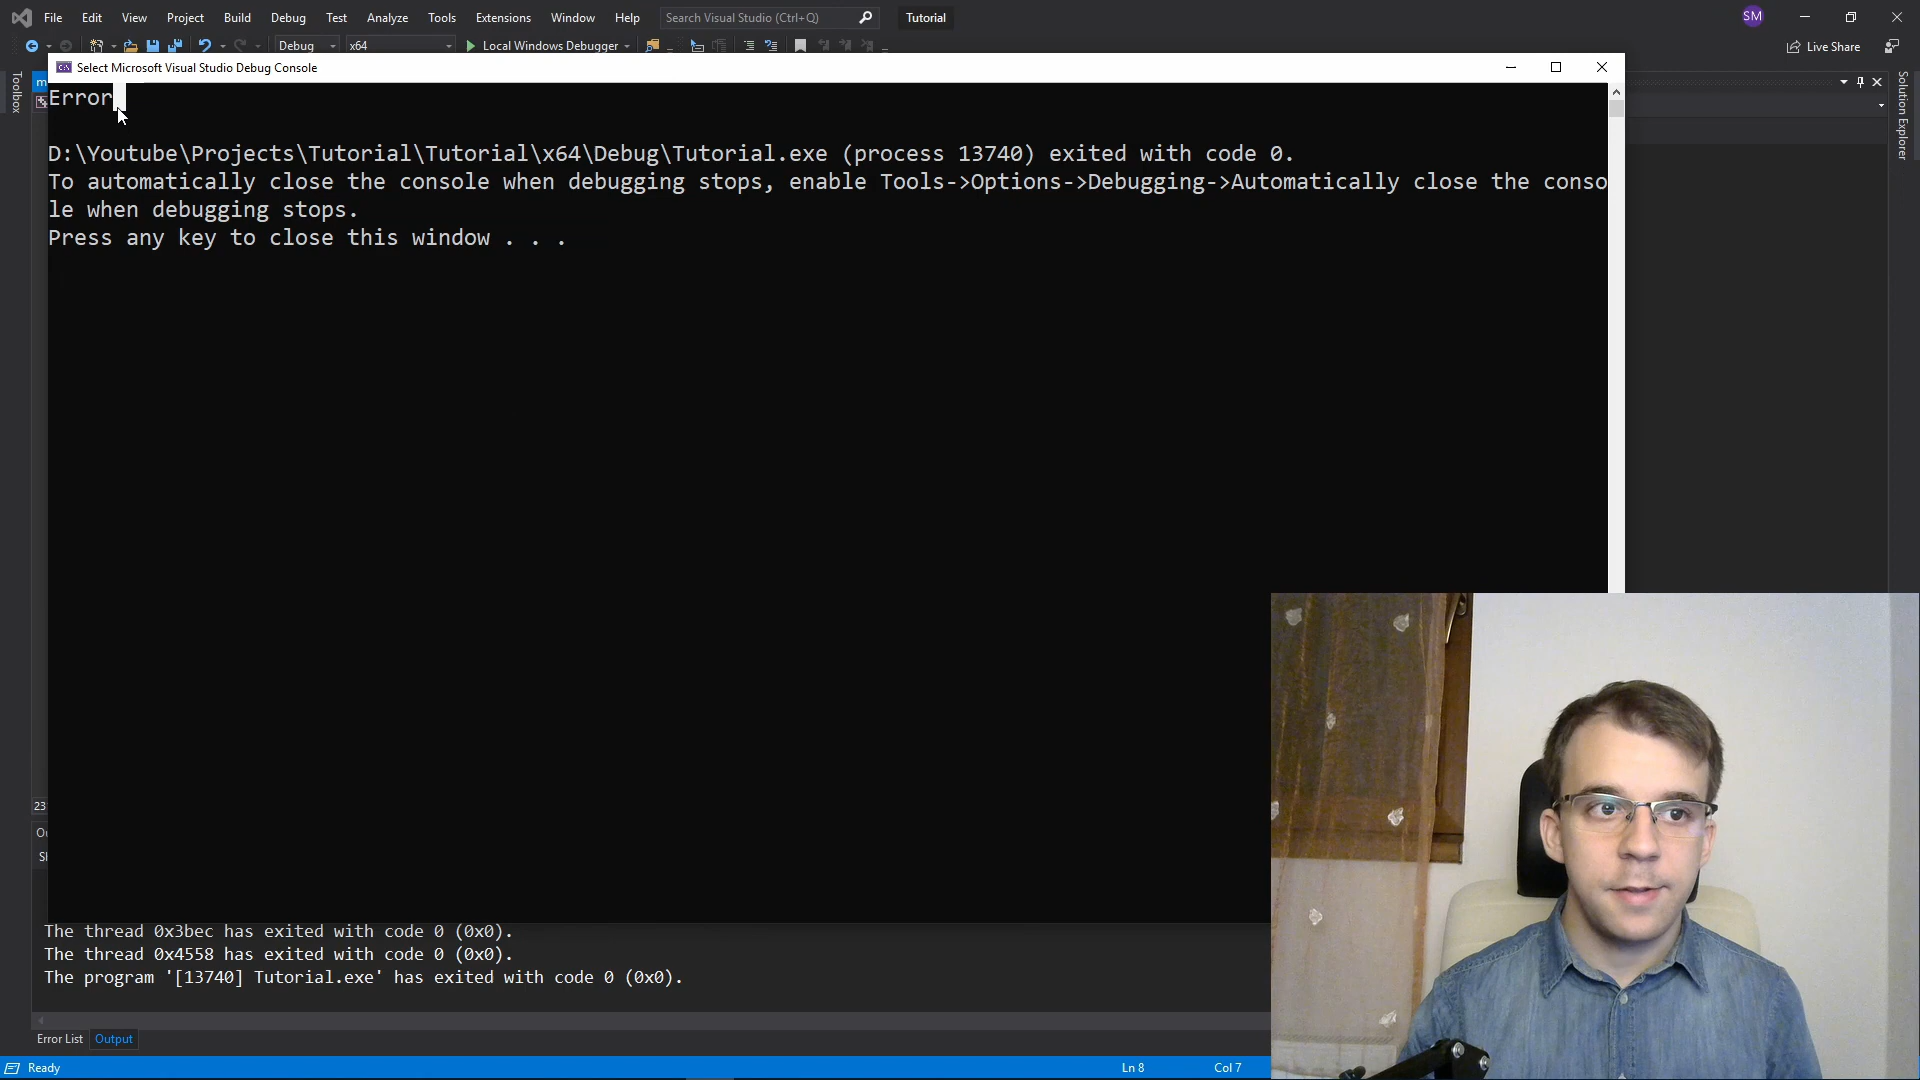 File Edit View Project Build Debug Test Analyze Tools Extensions Window Help Search Visual Studio (Ctrl+Q) Tutorial SM
Debug x64 Local Windows Debugger Live Share
Select Microsoft Visual Studio Debug Console
Toolbox
Solution Explorer
Error
D:\Youtube\Projects\Tutorial\Tutorial\x64\Debug\Tutorial.exe (process 13740) exited with code 0.
To automatically close the console when debugging stops, enable Tools->Options->Debugging->Automatically close the conso
le when debugging stops.
Press any key to close this window . . .
The thread 0x3bec has exited with code 0 (0x0).
The thread 0x4558 has exited with code 0 (0x0).
The program '[13740] Tutorial.exe' has exited with code 0 (0x0).
Error List Output
Ready Ln 8 Col 7